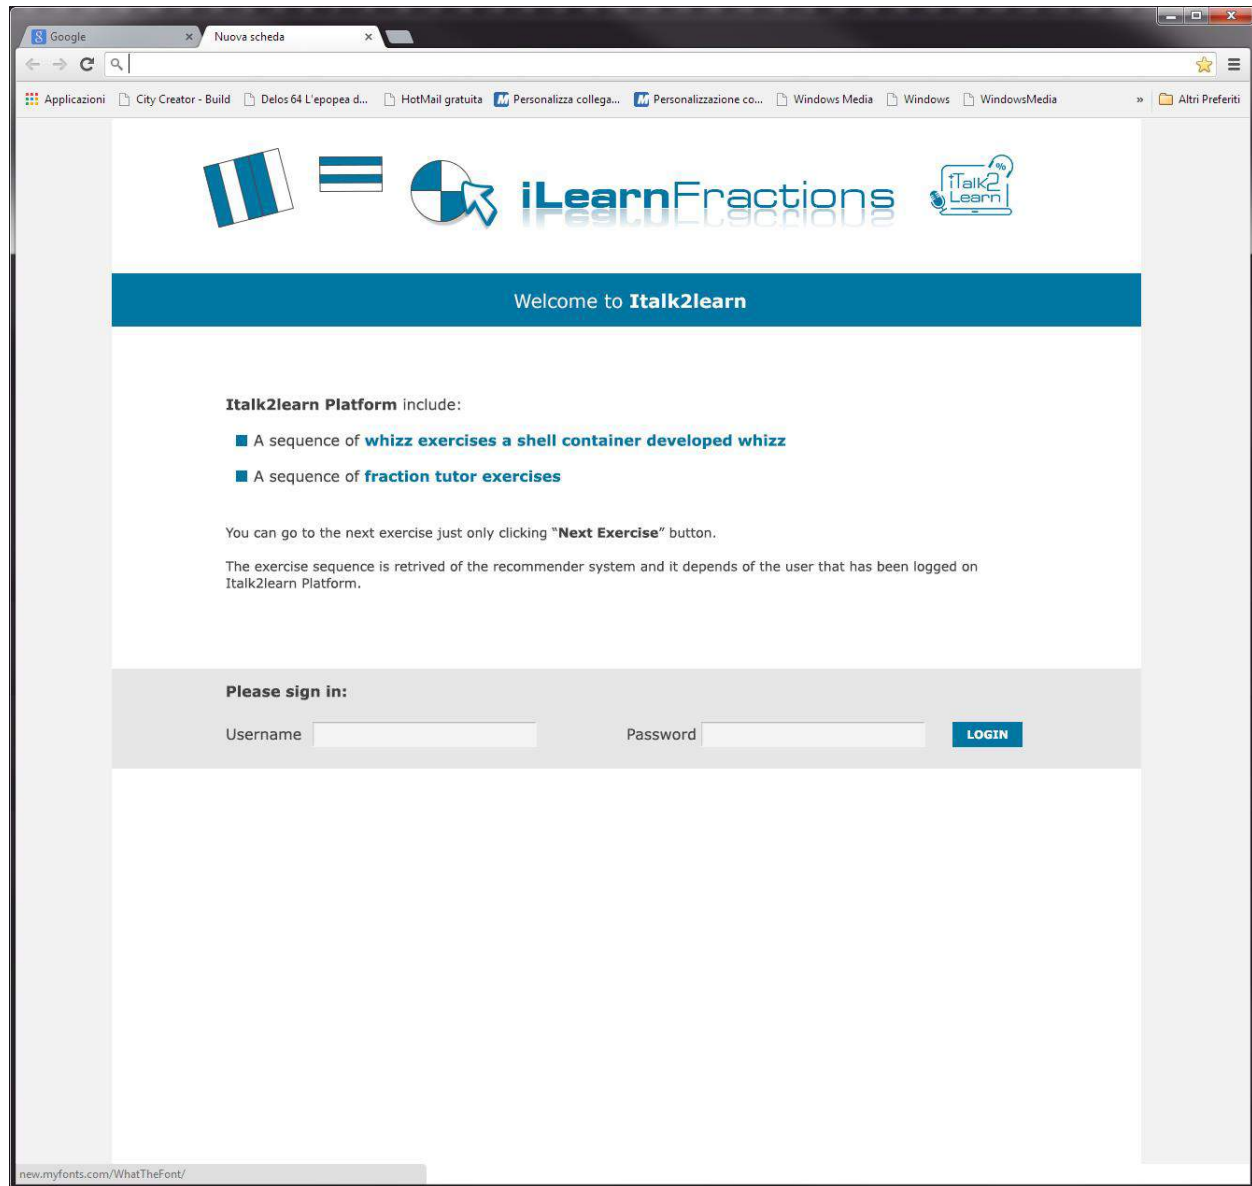 Google
Nuova scheda
Applicazioni City Creator - Build Delos 64 L'epopea d... HotMail gratuita Personalizza collega... Personalizzazione co... Windows Media Windows WindowsMedia » Altri Preferiti
iLearnFractions
iTalk2
Learn
%
Welcome to Italk2learn
Italk2learn Platform include:
A sequence of whizz exercises a shell container developed whizz
A sequence of fraction tutor exercises
You can go to the next exercise just only clicking “Next Exercise” button.
The exercise sequence is retrived of the recommender system and it depends of the user that has been logged on
Italk2learn Platform.
Please sign in:
Username Password LOGIN
new.myfonts.com/WhatTheFont/